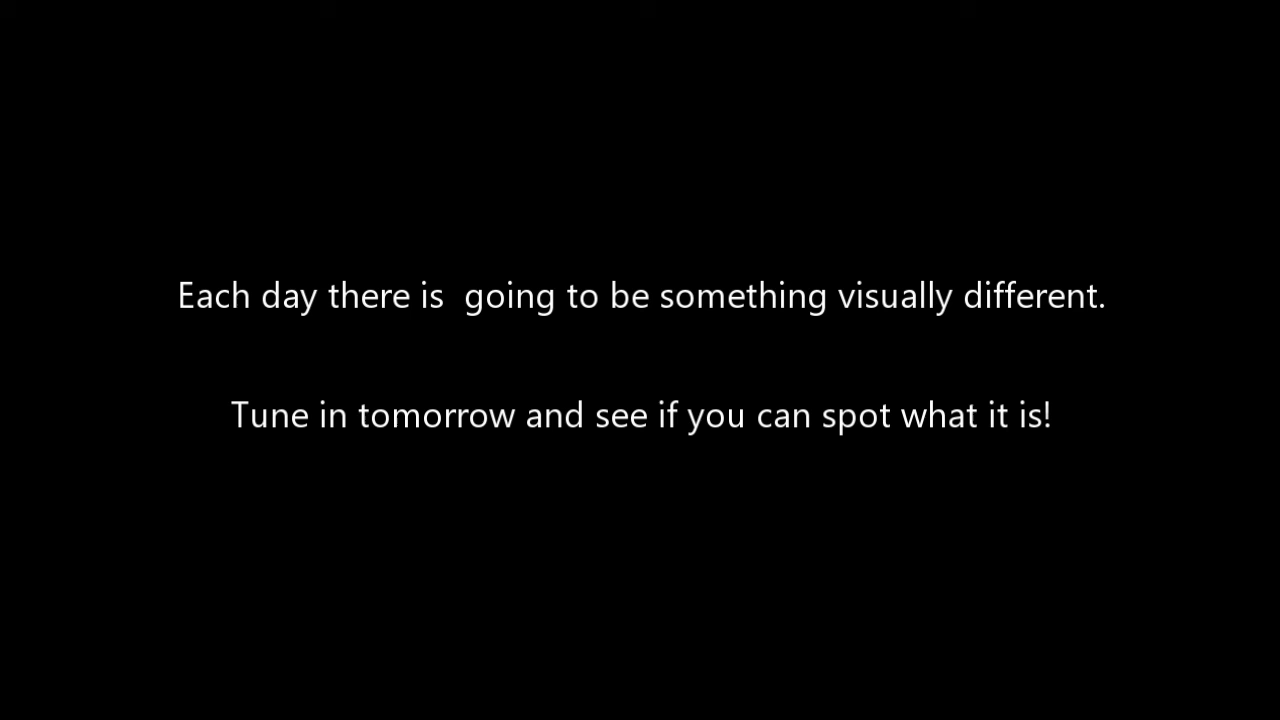 Each day there is  going to be something visually different.
Tune in tomorrow and see if you can spot what it is!